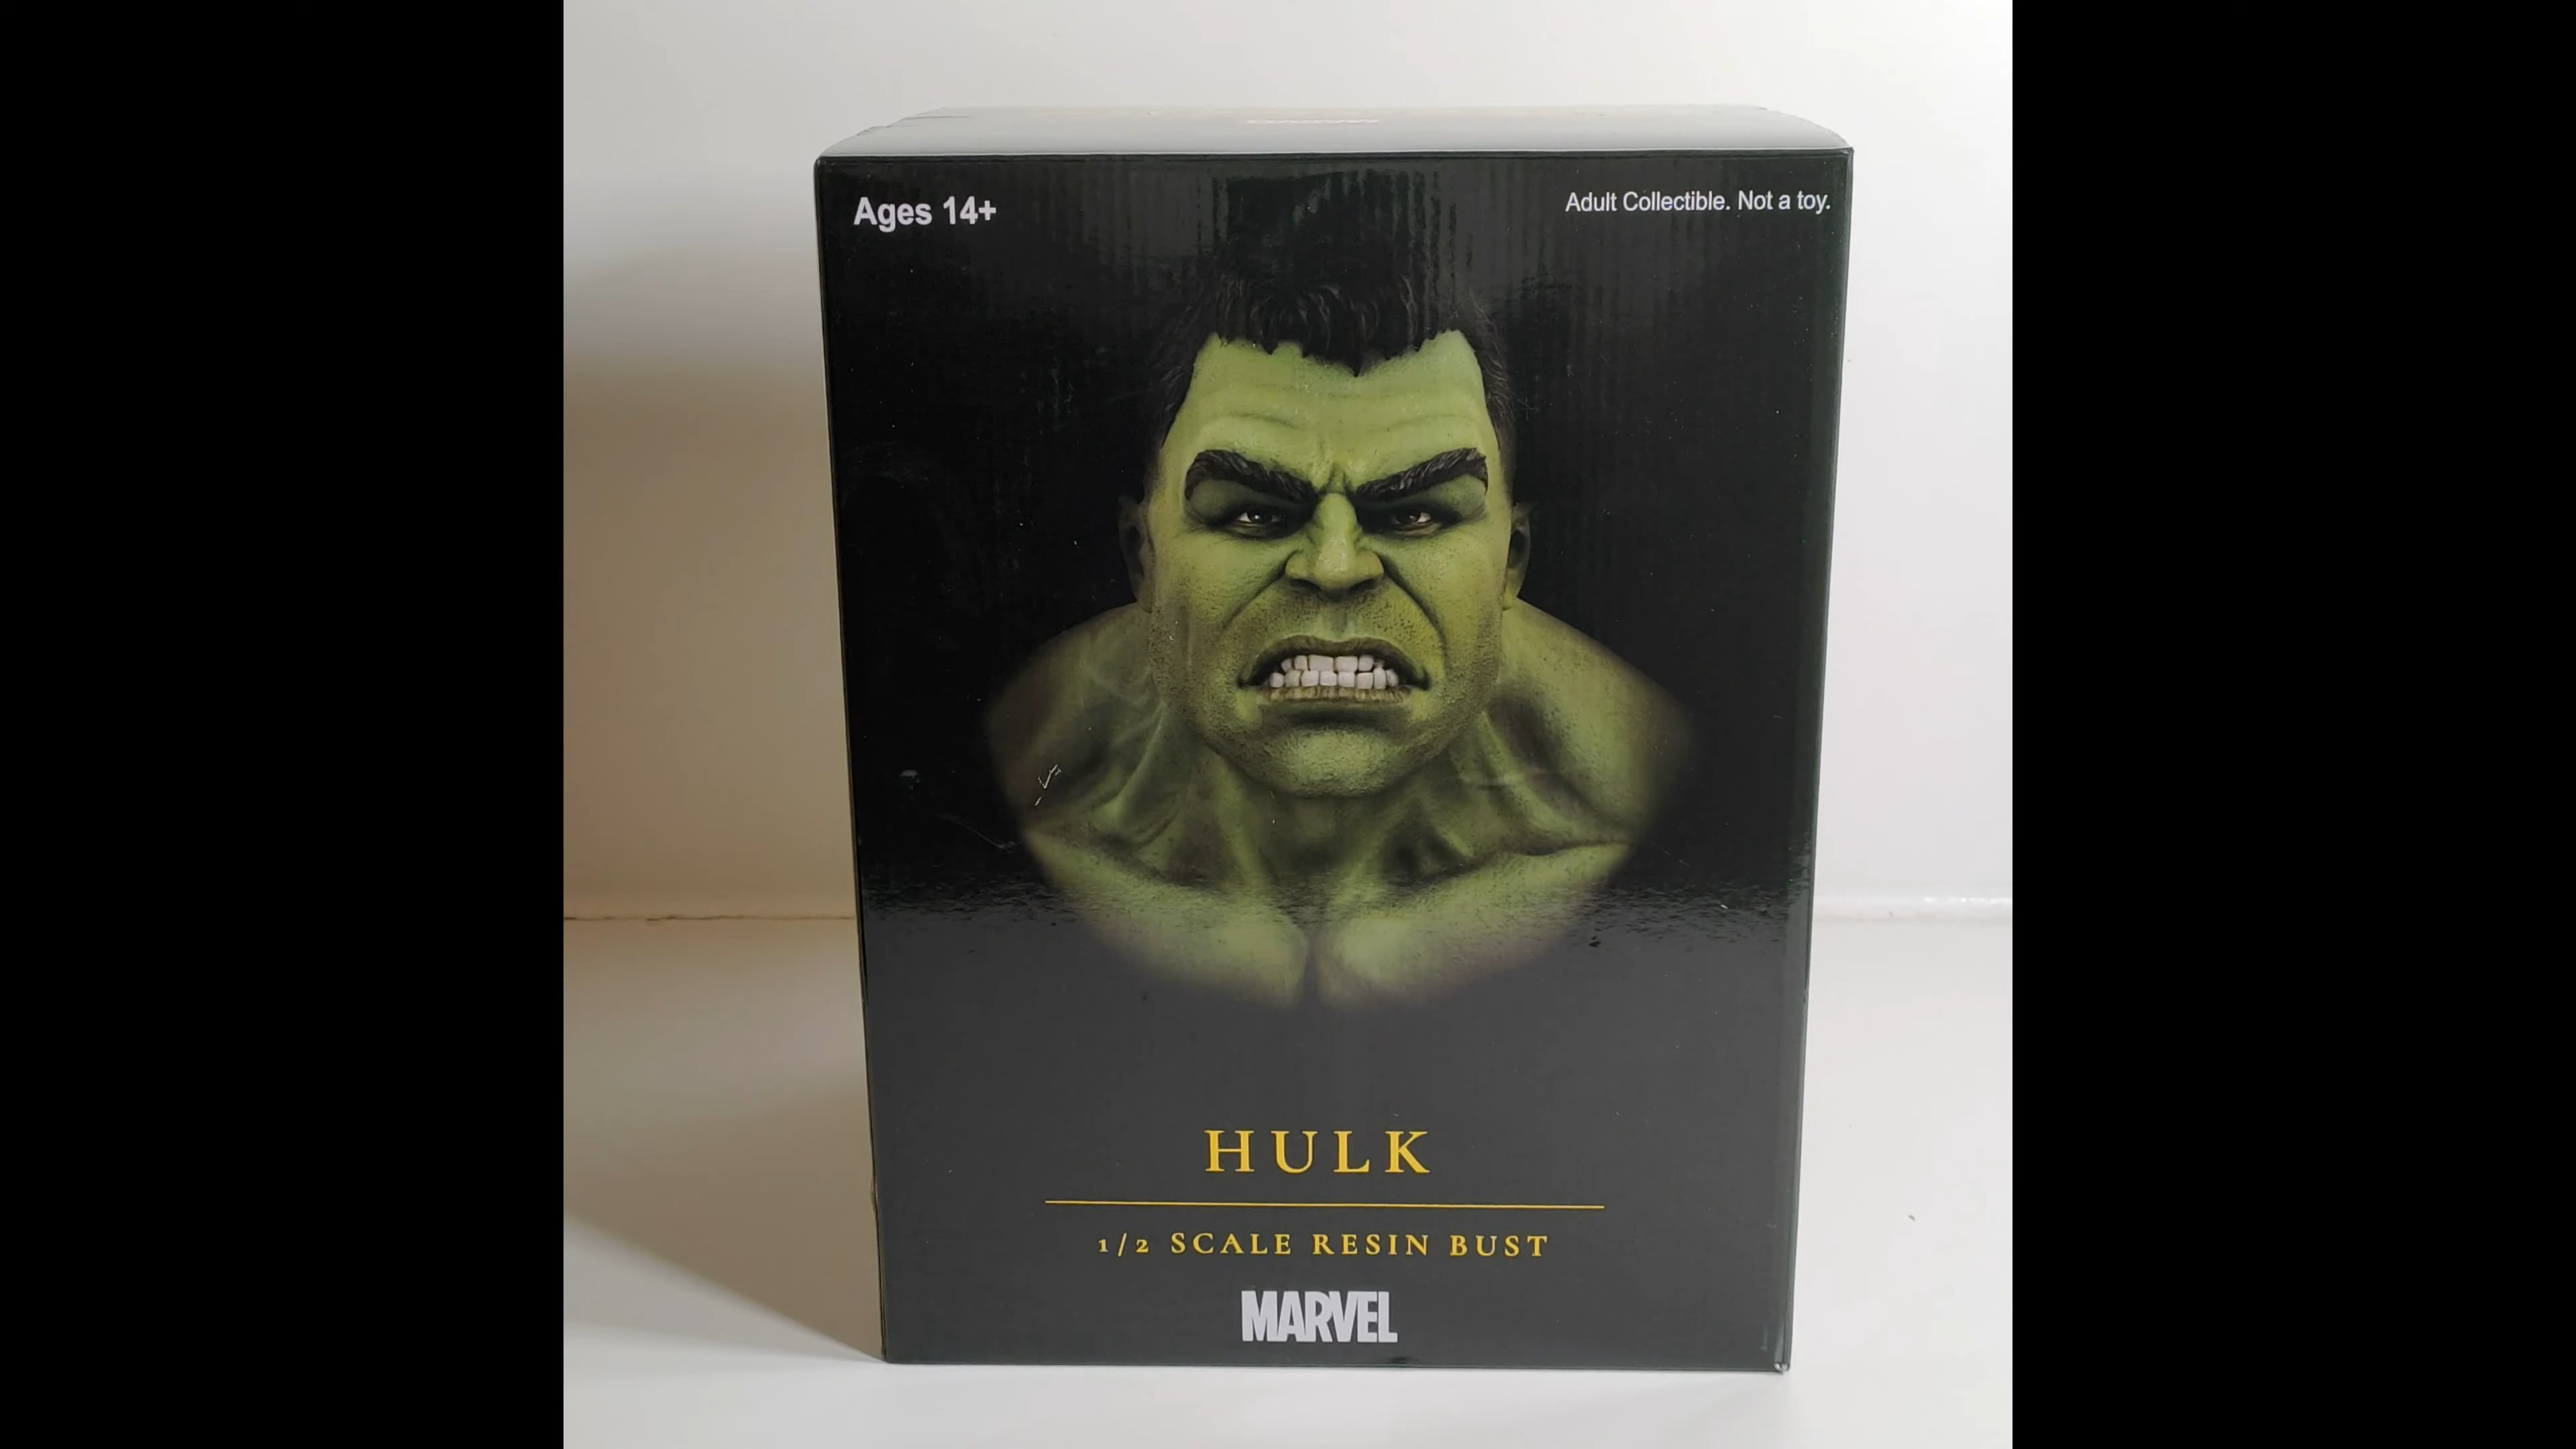 Ages 14+
Adult Collectible. Not a toy.
HULK
1/2 SCALE RESIN BUST
MARVEL